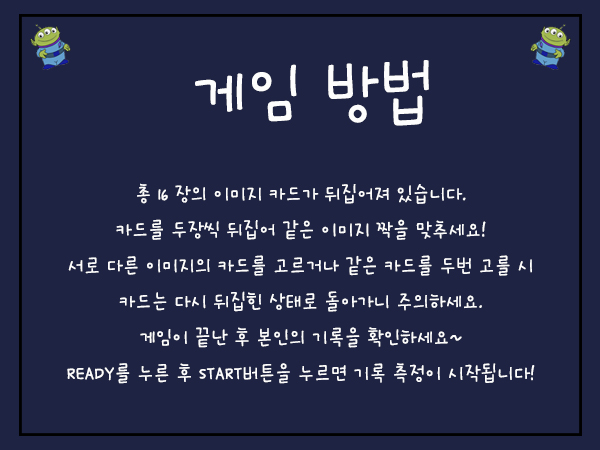 게임 방법
총 16 장의 이미지 카드가 뒤집어져 있습니다.
카드를 두장씩 뒤집어 같은 이미지 짝을 맞추세요!
서로 다른 이미지의 카드를 고르거나 같은 카드를 두번 고를 시
카드는 다시 뒤집힌 상태로 돌아가니 주의하세요.
게임이 끝난 후 본인의 기록을 확인하세요~
READY를 누른 후 START버튼을 누르면 기록 측정이 시작됩니다!